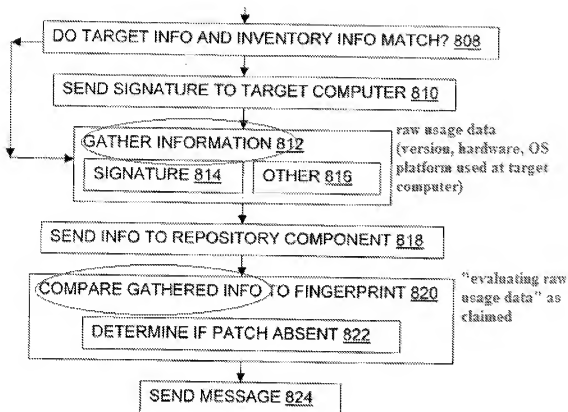 DO TARGET INFO AND INVENTORY INFO MATCH? 808
SEND SIGNATURE TO TARGET COMPUTER 810
GATHER INFORMATION 812
SIGNATURE 814
OTHER 816
raw usage data
(version, hardware, OS
platform used at target
computer)
SEND INFO TO REPOSITORY COMPONENT 818
COMPARE GATHERED INFO TO FINGERPRINT 820
DETERMINE IF PATCH ABSENT 822
"evaluating raw
usage data" as
claimed
SEND MESSAGE 824